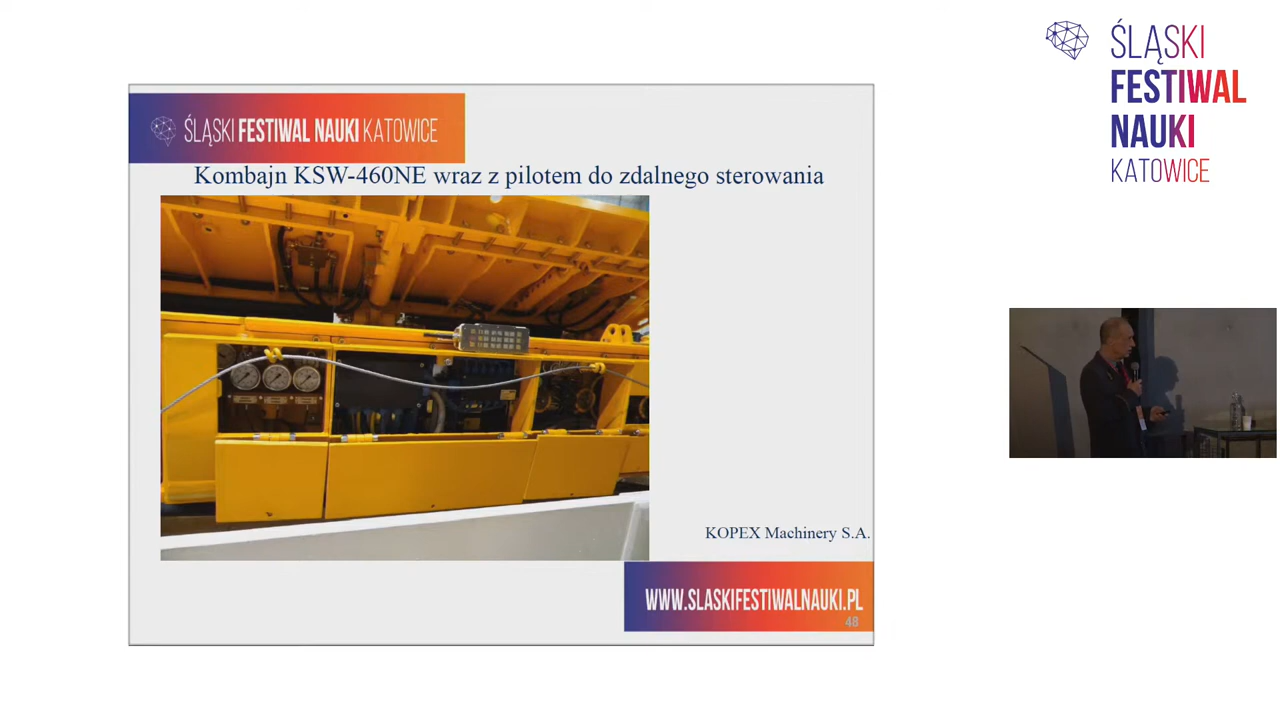 ŚLĄSKI
FESTIWAL
NAUKI
KATOWICE
ŚLĄSKI FESTIWAL NAUKI KATOWICE
Kombajn KSW-460NE wraz z pilotem do zdalnego sterowania
KOPEX Machinery S.A.
WWW.SLASKIFESTIWALNAUKI.PL
48